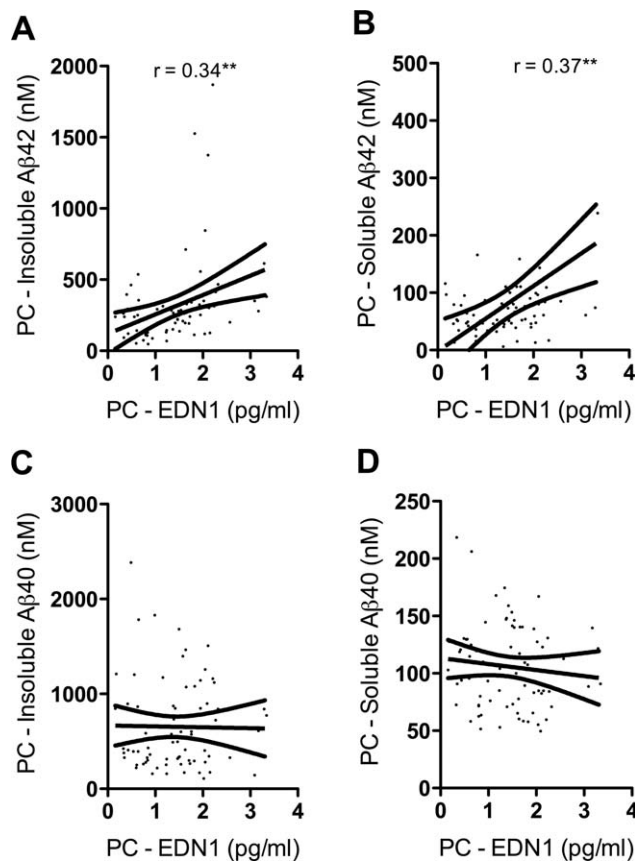 A
r = 0.34**
PC - Insoluble Aβ42 (nM)
2000
1500
1000
500
0
0 1 2 3 4
PC - EDN1 (pg/ml)
B
r = 0.37**
PC - Soluble Aβ42 (nM)
500
400
300
200
100
0
0 1 2 3 4
PC - EDN1 (pg/ml)
C
PC - Insoluble Aβ40 (nM)
3000
2000
1000
0
0 1 2 3 4
PC - EDN1 (pg/ml)
D
PC - Soluble Aβ40 (nM)
250
200
150
100
50
0
0 1 2 3 4
PC - EDN1 (pg/ml)